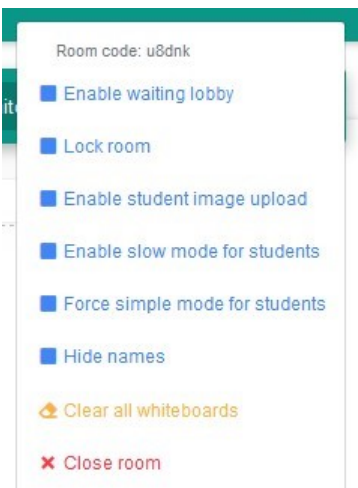 Room code: u8dnk
Enable waiting lobby
Lock room
Enable student image upload
Enable slow mode for students
Force simple mode for students
Hide names
Clear all whiteboards
Close room